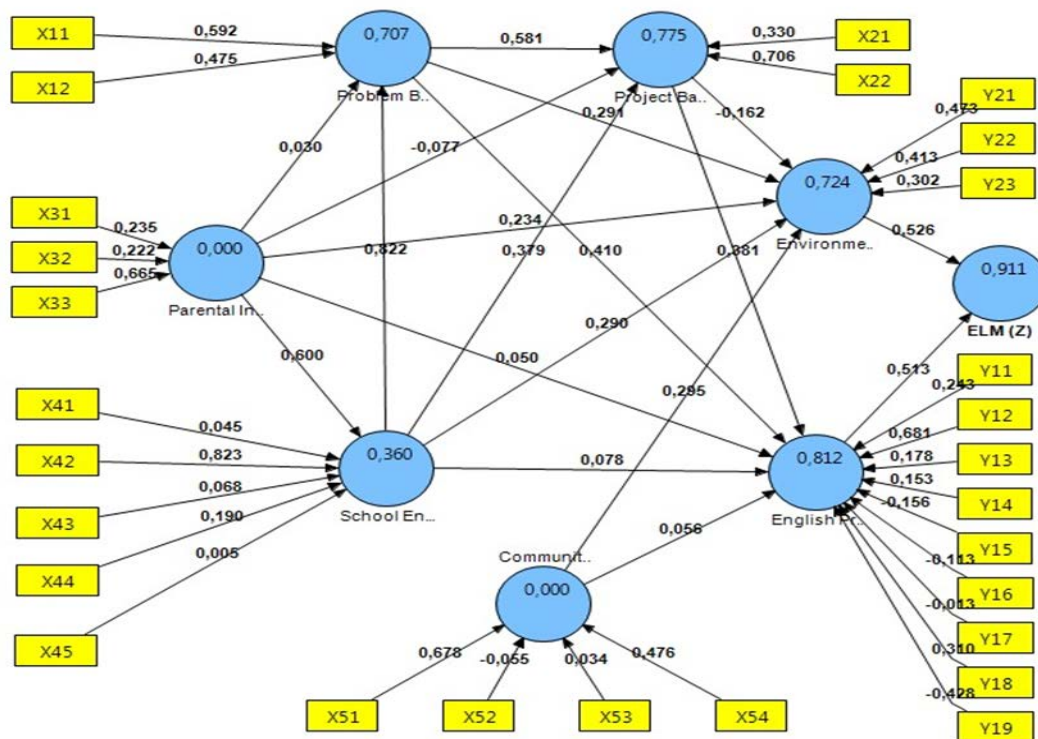 X11
0,592
0,707
0,581
0,775
0,330
X21
X12
0,475
Problem B..
Project Ba..
0,706
X22
0,291
-0,162
0,473
Y21
0,030
-0,077
0,413
Y22
0,724
0,302
Y23
X31
0,235
0,234
Environme..
0,526
X32
0,222
0,000
0,822
0,379
0,410
0,381
0,911
X33
0,665
Parental In..
ELM (Z)
0,600
0,290
0,050
0,513
Y11
0,243
X41
0,295
Y12
0,045
0,681
X42
0,823
0,360
0,078
0,812
0,178
Y13
0,068
0,153
X43
Y14
0,190
School En...
English Pr..
-0,156
X44
0,005
0,056
Y15
Communit..
-0,113
Y16
0,000
-0,013
X45
Y17
0,678
-0,055
0,034
0,476
0,310
Y18
X51
X52
X53
X54
-0,428
Y19